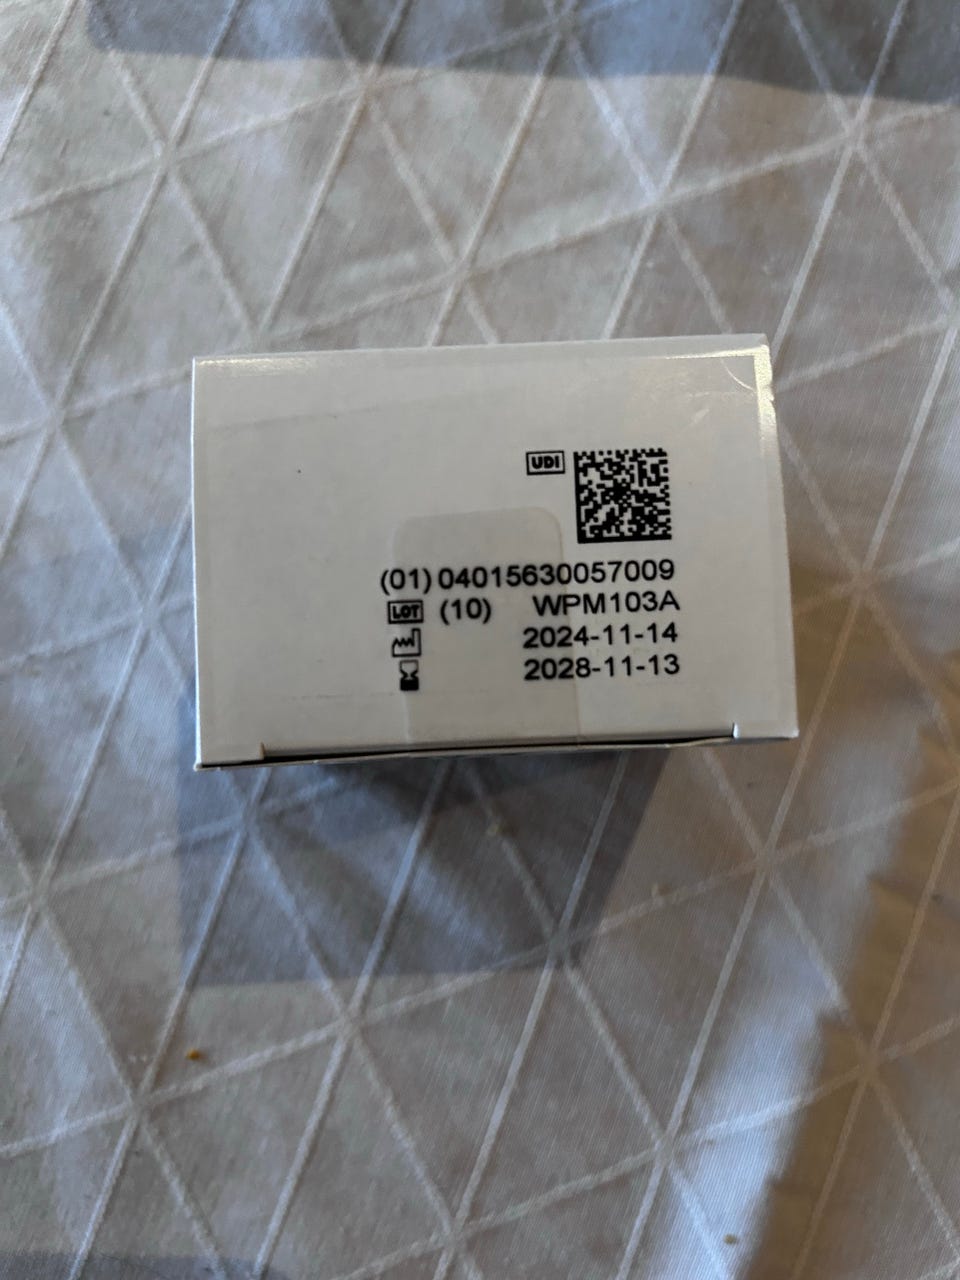 UDI
(01) 04015630057009
LOT (10) WPM103A
2024-11-14
2028-11-13